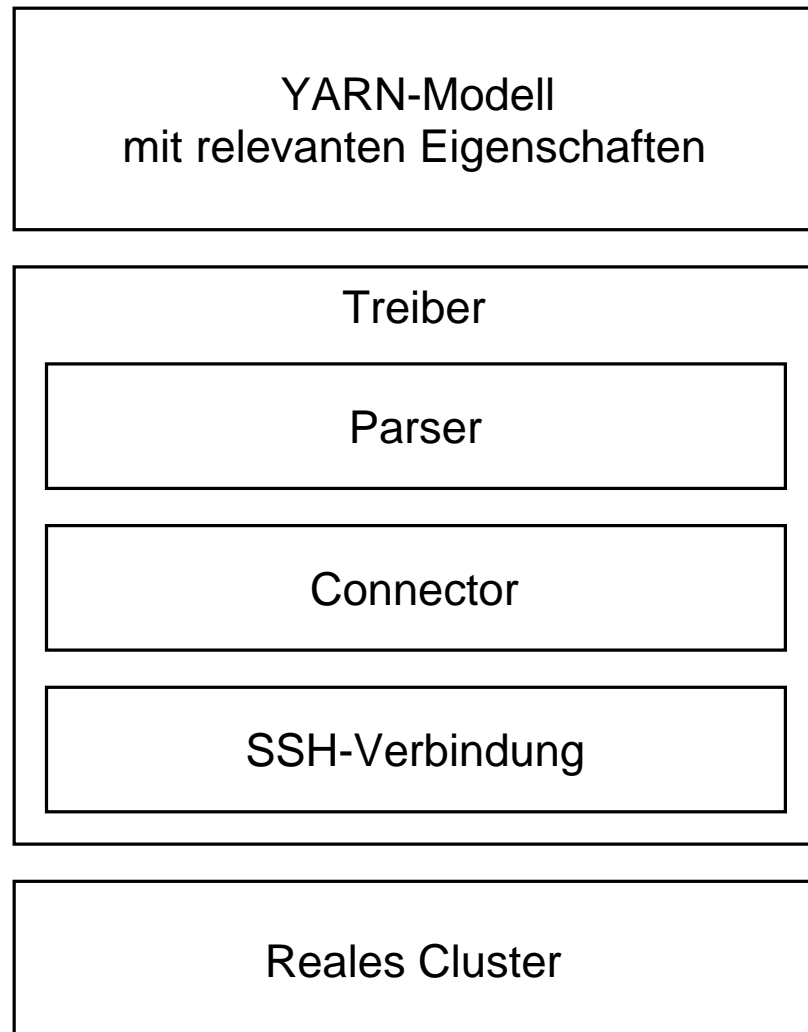 YARN-Modell
mit relevanten Eigenschaften
Treiber
Parser
Connector
SSH-Verbindung
Reales Cluster